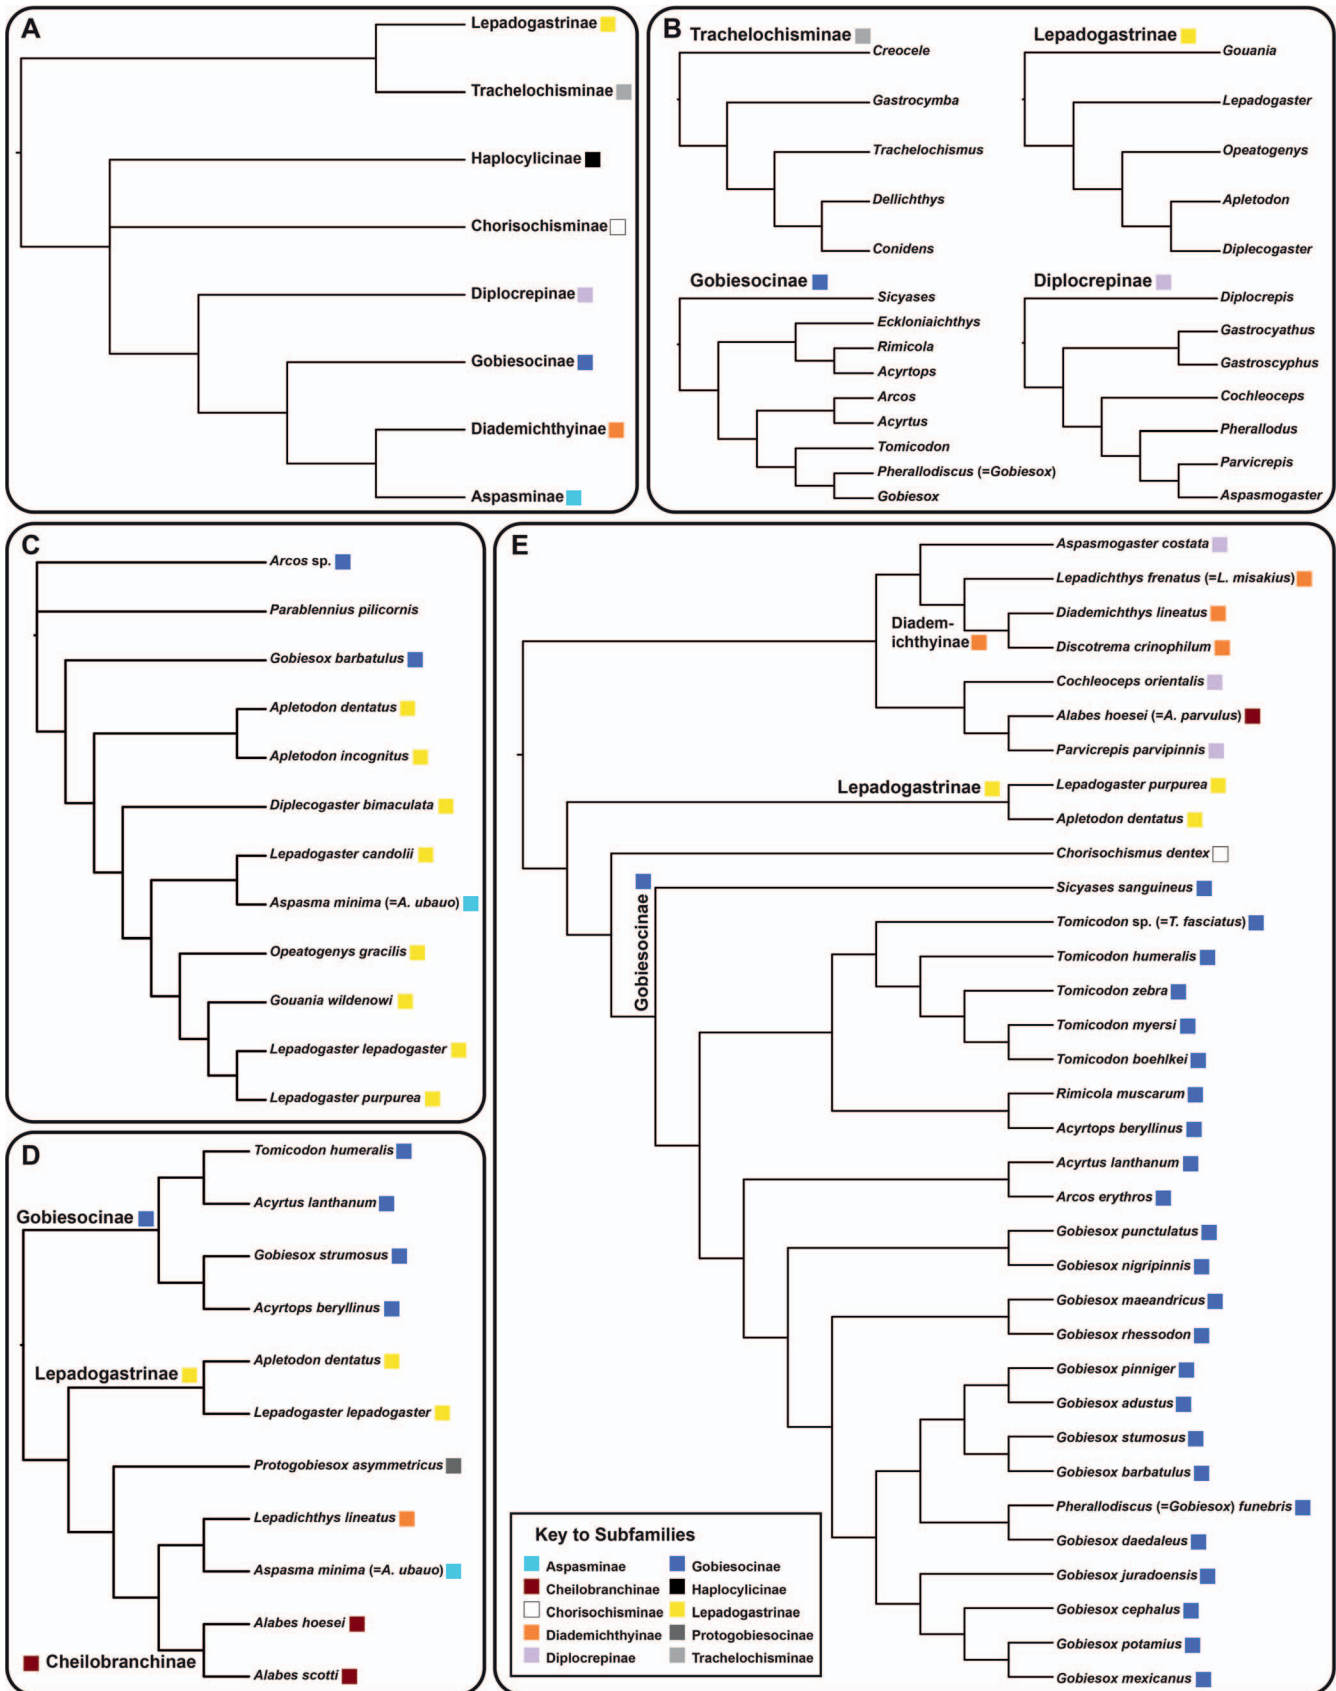 A
Lepadogastrinae
Trachelochisminae
Haplocylicinae
Chorisochisminae
Diplocrepinae
Gobiesocinae
Diademichthyinae
Aspasminae
B
Trachelochisminae
Creocele
Gastrocymba
Trachelochismus
Dellichthys
Conidens
Lepadogastrinae
Gouania
Lepadogaster
Opeatogenys
Apletodon
Diplecogaster
Gobiesocinae
Sicyases
Eckloniaichthys
Rimicola
Acyrtops
Arcos
Acyrtus
Tomicodon
Pherallodiscus (=Gobiesox)
Gobiesox
Diplocrepinae
Diplocrepis
Gastrocyathus
Gastroscyphus
Cochleoceps
Pherallodus
Parvicrepis
Aspasmogaster
C
Arcos sp.
Parablennius pilicornis
Gobiesox barbatulus
Apletodon dentatus
Apletodon incognitus
Diplecogaster bimaculata
Lepadogaster candolii
Aspasma minima (=A. ubauo)
Opeatogenys gracilis
Gouania wildenowi
Lepadogaster lepadogaster
Lepadogaster purpurea
D
Tomicodon humeralis
Acyrtus lanthanum
Gobiesocinae
Gobiesox strumosus
Acyrtops beryllinus
Apletodon dentatus
Lepadogastrinae
Lepadogaster lepadogaster
Protogobiesox asymmetricus
Lepadichthys lineatus
Aspasma minima (=A. ubauo)
Alabes hoesei
Cheilobranchinae
Alabes scotti
E
Aspasmogaster costata
Lepadichthys frenatus (=L. misakius)
Diadem-
ichthyinae
Diademichthys lineatus
Discotrema crinophilum
Cochleoceps orientalis
Alabes hoesei (=A. parvulus)
Parvicrepis parvipinnis
Lepadogastrinae
Lepadogaster purpurea
Apletodon dentatus
Chorisochismus dentex
Gobiesocinae
Sicyases sanguineus
Tomicodon sp. (=T. fasciatus)
Tomicodon humeralis
Tomicodon zebra
Tomicodon myersi
Tomicodon boehlkei
Rimicola muscarum
Acyrtops beryllinus
Acyrtus lanthanum
Arcos erythros
Gobiesox punctulatus
Gobiesox nigripinnis
Gobiesox maeandricus
Gobiesox rhessodon
Gobiesox pinniger
Gobiesox adustus
Gobiesox stumosus
Gobiesox barbatulus
Pherallodiscus (=Gobiesox) funebris
Gobiesox daedaleus
Gobiesox juradoensis
Gobiesox cephalus
Gobiesox potamius
Gobiesox mexicanus
Key to Subfamilies
Aspasminae
Cheilobranchinae
Chorisochisminae
Diademichthyinae
Diplocrepinae
Gobiesocinae
Haplocylicinae
Lepadogastrinae
Protogobiesocinae
Trachelochisminae